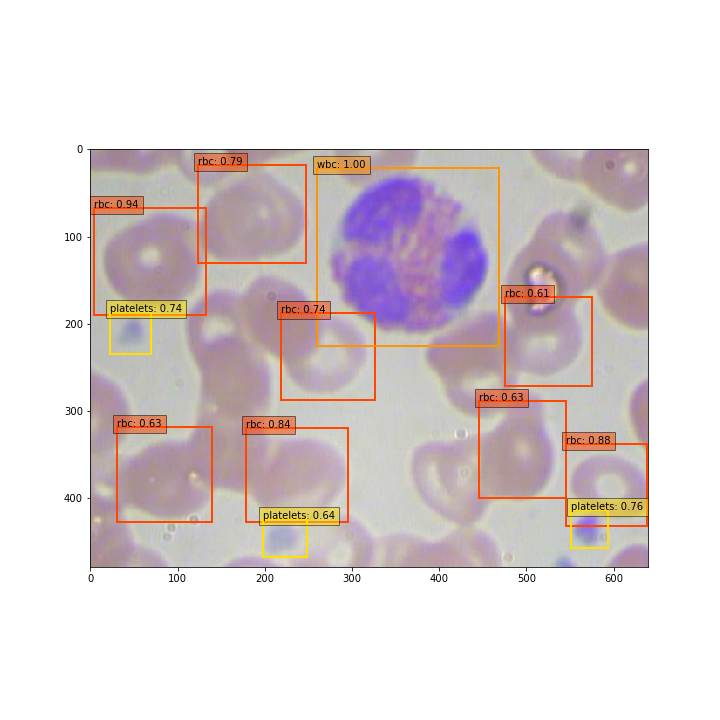 0
rbc: 0.79
wbc: 1.00
rbc: 0.94
100
rbc: 0.61
platelets: 0.74
rbc: 0.74
200
300
rbc: 0.63
rbc: 0.63
rbc: 0.84
rbc: 0.88
400
platelets: 0.76
platelets: 0.64
0 100 200 300 400 500 600